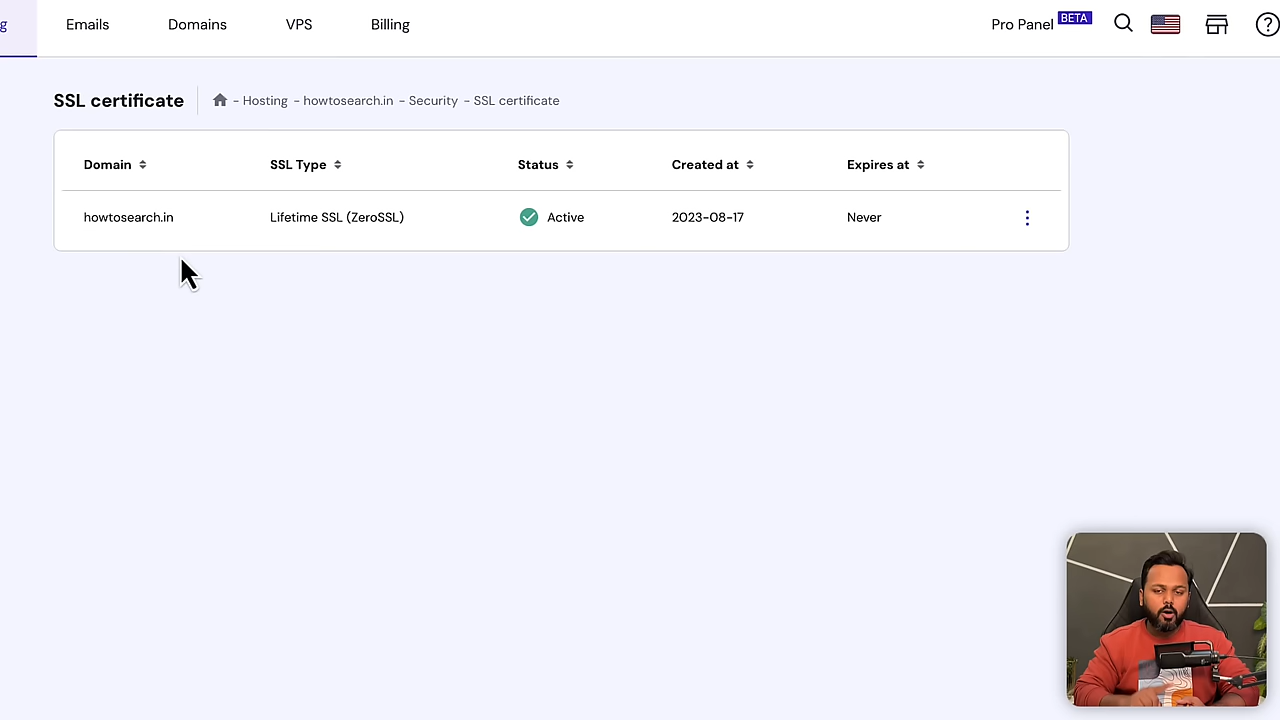 g Emails Domains VPS Billing Pro Panel BETA
SSL certificate - Hosting - howtosearch.in - Security - SSL certificate
Domain SSL Type Status Created at Expires at
howtosearch.in Lifetime SSL (ZeroSSL) Active 2023-08-17 Never